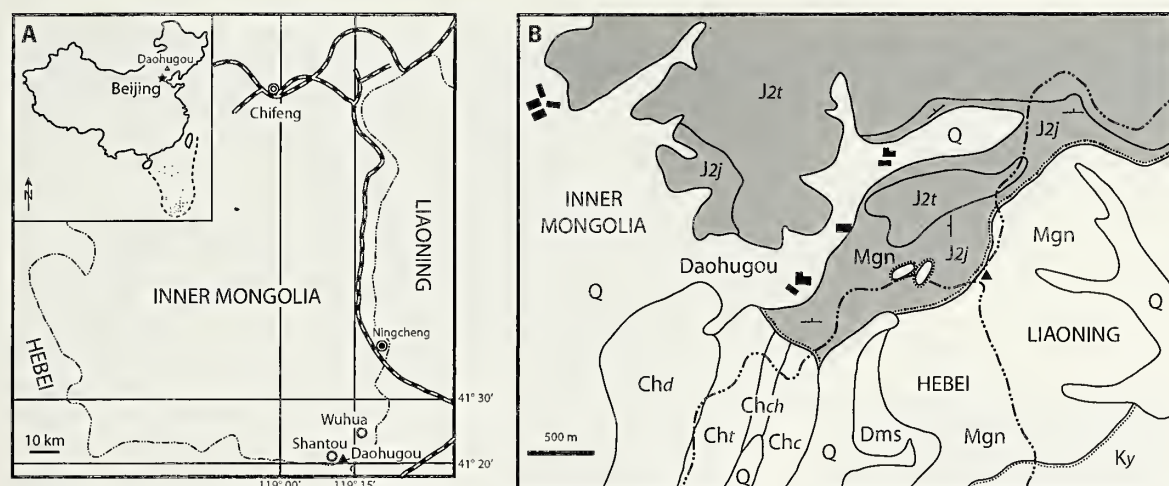 A
Daohugou
Beijing
N
Chifeng
LIAONING
INNER MONGOLIA
HEBEI
Ningcheng
41° 30'
Wuhua
10 km
Shantou
Daohugou
41° 20'
119° 00'
119° 15'
B
J2t
Q
J2j
J2j
INNER
MONGOLIA
J2t
Mgn
Mgn
J2j
Daohugou
Q
Q
LIAONING
Chd
HEBEI
Chch
Cht
Chc
Dms
Mgn
500 m
Q
Q
Ky